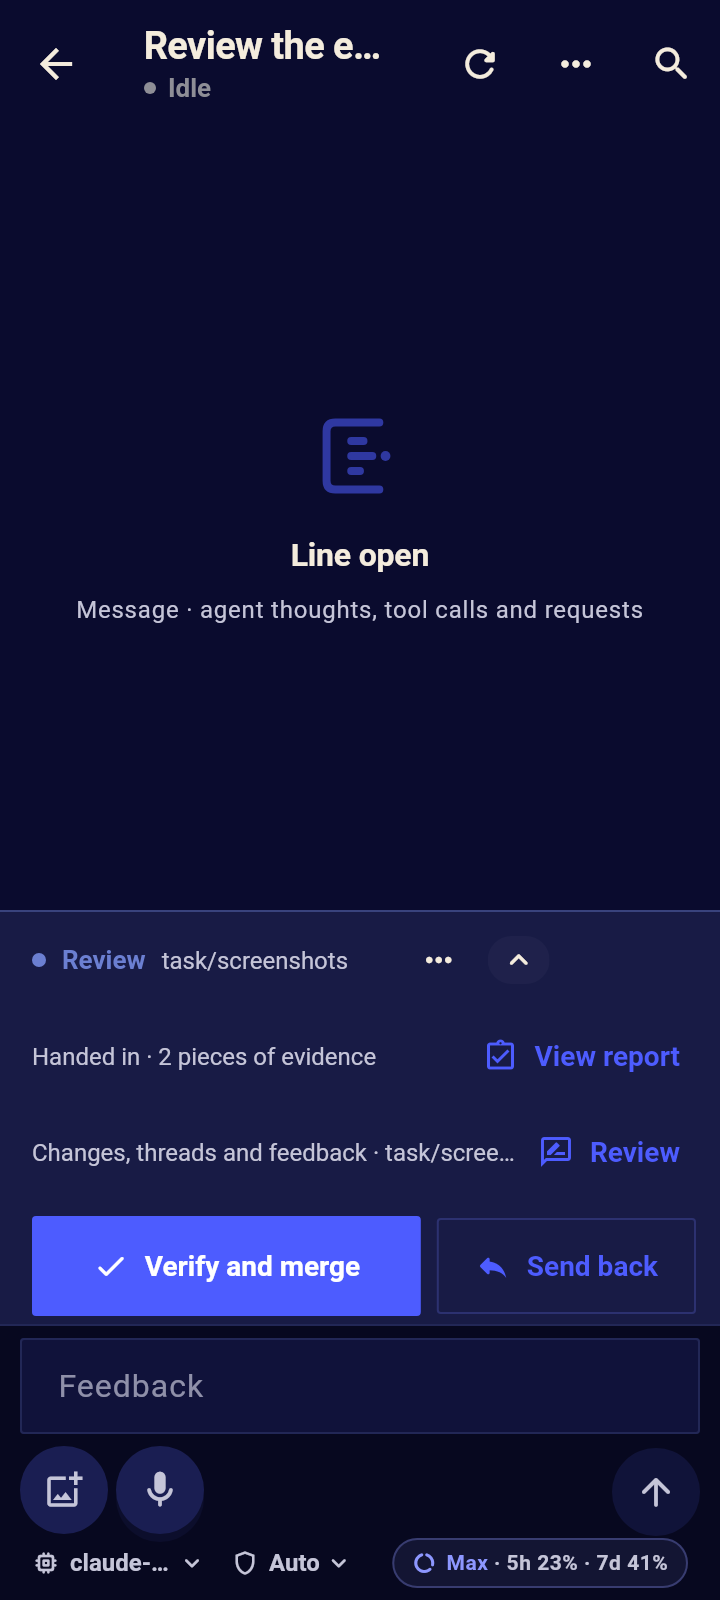 Review the e…
Idle
Line open
Message · agent thoughts, tool calls and requests
Review task/screenshots
Handed in · 2 pieces of evidence
View report
Changes, threads and feedback · task/scree…
Review
Verify and merge
Send back
Feedback
claude-…
Auto
Max · 5h 23% · 7d 41%